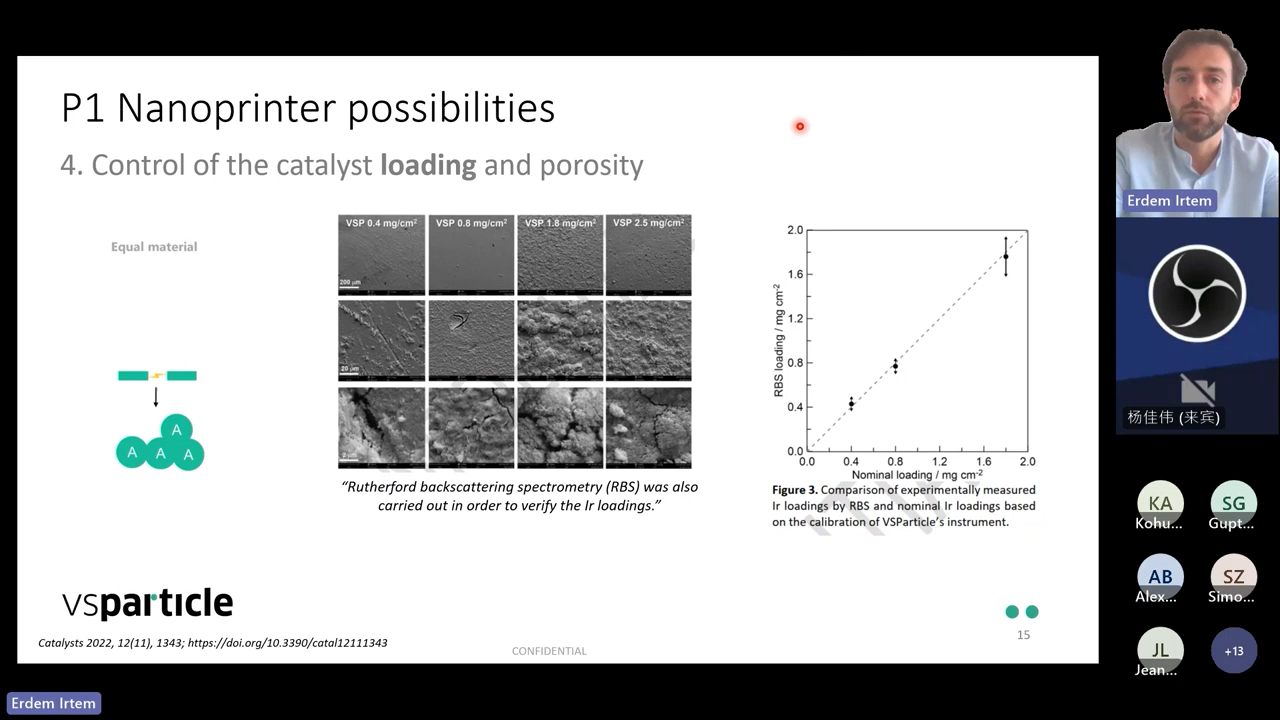 P1 Nanoprinter possibilities
4. Control of the catalyst loading and porosity
Equal material
A
A A A
VSP 0.4 mg/cm² VSP 0.8 mg/cm² VSP 1.8 mg/cm² VSP 2.5 mg/cm²
200 µm
20 µm
“Rutherford backscattering spectrometry (RBS) was also
carried out in order to verify the Ir loadings.”
2.0
1.6
1.2
0.8
0.4
0.0
RBS loading / mg cm⁻²
0.0 0.4 0.8 1.2 1.6 2.0
Nominal loading / mg cm⁻²
Figure 3. Comparison of experimentally measured
Ir loadings by RBS and nominal Ir loadings based
on the calibration of VSParticle’s instrument.
vsparticle
15
Catalysts 2022, 12(11), 1343; https://doi.org/10.3390/catal12111343
CONFIDENTIAL
Erdem Irtem
Erdem Irtem
杨佳伟 (来宾)
KA SG
Kohu... Gupt...
AB SZ
Alex... Simo...
JL +13
Jean...